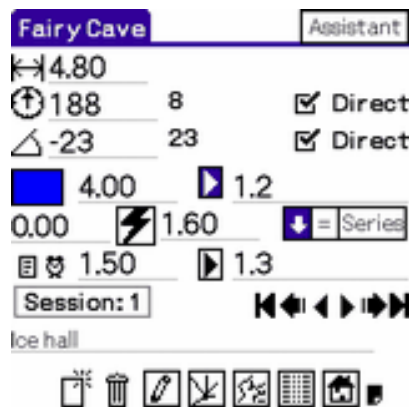 Fairy Cave Assistant
4.80
188 8 Direct
-23 23 Direct
4.00 1.2
0.00 1.60 = Series
1.50 1.3
Session: 1
Ice hall